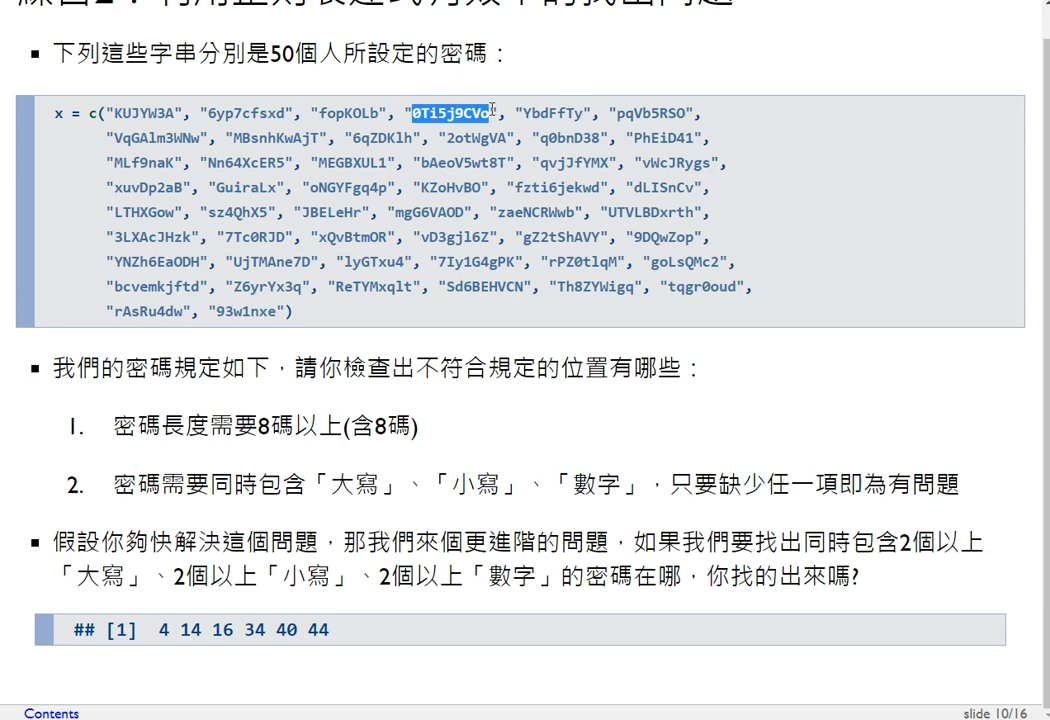 下列這些字串分別是50個人所設定的密碼：
x = c("KUJYW3A", "6yp7cfsxd", "fopKOLb", "0Ti5j9CVo", "YbdFfTy", "pqVb5RSO",
"VqGAlm3WNw", "MBsnhKwAjT", "6qZDKlh", "2otWgVA", "q0bnD38", "PhEiD41",
"MLf9naK", "Nn64XcER5", "MEGBXUL1", "bAeoV5wt8T", "qvjJfYMX", "vWcJRygs",
"xuvDp2aB", "GuiraLx", "oNGYFgq4p", "KZoHvBO", "fzti6jekwd", "dLISnCv",
"LTHXGow", "sz4QhX5", "JBELeHr", "mgG6VAOD", "zaeNCRWwb", "UTVLBDxrth",
"3LXAcJHzk", "7Tc0RJD", "xQvBtmOR", "vD3gjl6Z", "gZ2tShAVY", "9DQwZop",
"YNZh6EaODH", "UjTMAne7D", "lyGTxu4", "7Iy1G4gPK", "rPZ0tlqM", "goLsQMc2",
"bcvemkjftd", "Z6yrYx3q", "ReTYMxqlt", "Sd6BEHVCN", "Th8ZYWigq", "tqgr0oud",
"rAsRu4dw", "93w1nxe")
我們的密碼規定如下，請你檢查出不符合規定的位置有哪些：
1. 密碼長度需要8碼以上(含8碼)
2. 密碼需要同時包含「大寫」、「小寫」、「數字」，只要缺少任一項即為有問題
假設你夠快解決這個問題，那我們來個更進階的問題，如果我們要找出同時包含2個以上
「大寫」、2個以上「小寫」、2個以上「數字」的密碼在哪，你找的出來嗎?
## [1] 4 14 16 34 40 44
Contents
slide 10/16